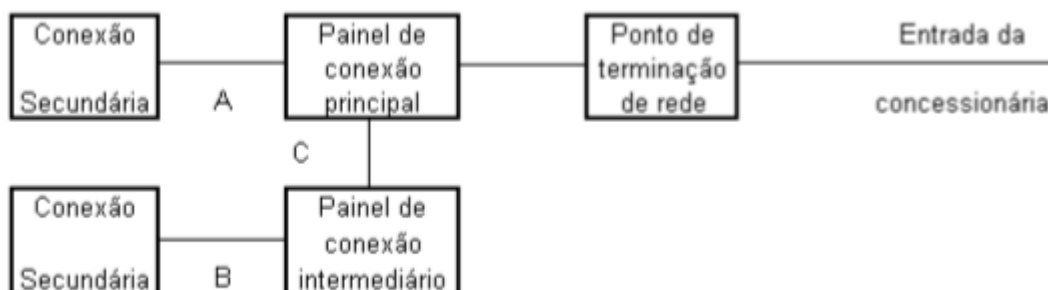 Conexão
Secundária
A
Painel de
conexão
principal
Ponto de
terminação
de rede
Entrada da
concessionária
C
Conexão
Secundária
B
Painel de
conexão
intermediário